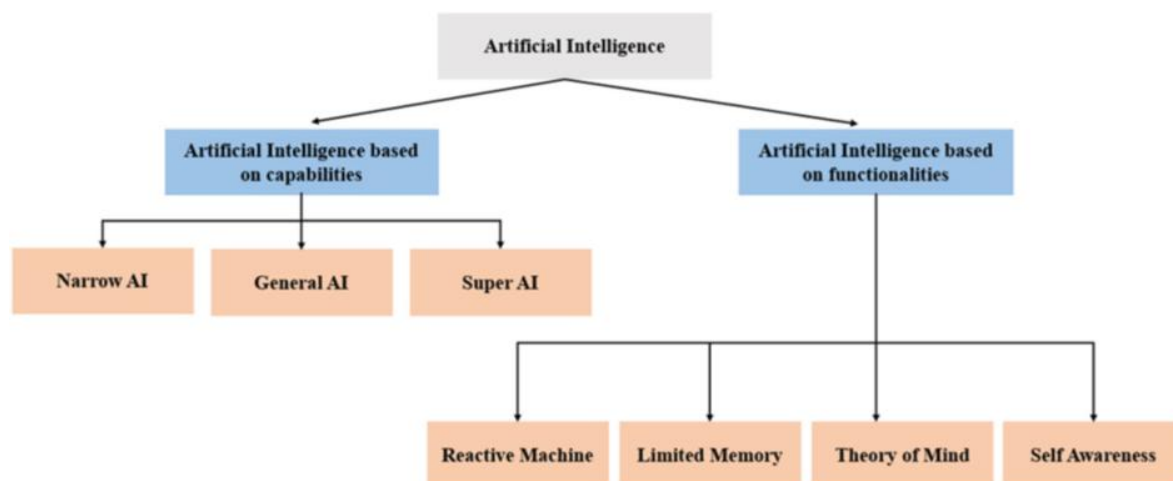 Artificial Intelligence
Artificial Intelligence based
on capabilities
Artificial Intelligence based
on functionalities
Narrow AI
General AI
Super AI
Reactive Machine
Limited Memory
Theory of Mind
Self Awareness